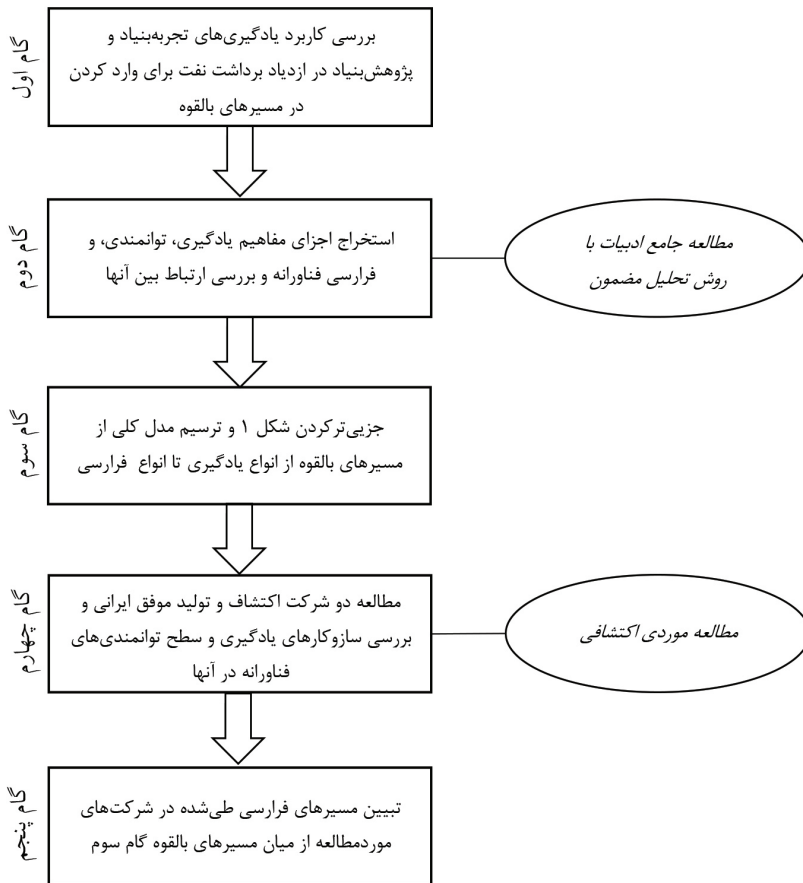 گام اول
بررسی کاربرد یادگیری‌های تجربه‌بنیاد و
پژوهش‌بنیاد در ازدیاد برداشت نفت برای وارد کردن
در مسیرهای بالقوه
گام دوم
استخراج اجزای مفاهیم یادگیری، توانمندی، و
فرارسی فناورانه و بررسی ارتباط بین آنها
مطالعه جامع ادبیات با
روش تحلیل مضمون
گام سوم
جزیی‌ترکردن شکل ۱ و ترسیم مدل کلی از
مسیرهای بالقوه از انواع یادگیری تا انواع فرارسی
گام چهارم
مطالعه دو شرکت اکتشاف و تولید موفق ایرانی و
بررسی سازوکارهای یادگیری و سطح توانمندی‌های
فناورانه در آنها
مطالعه موردی اکتشافی
گام پنجم
تبیین مسیرهای فرارسی طی‌شده در شرکت‌های
موردمطالعه از میان مسیرهای بالقوه گام سوم